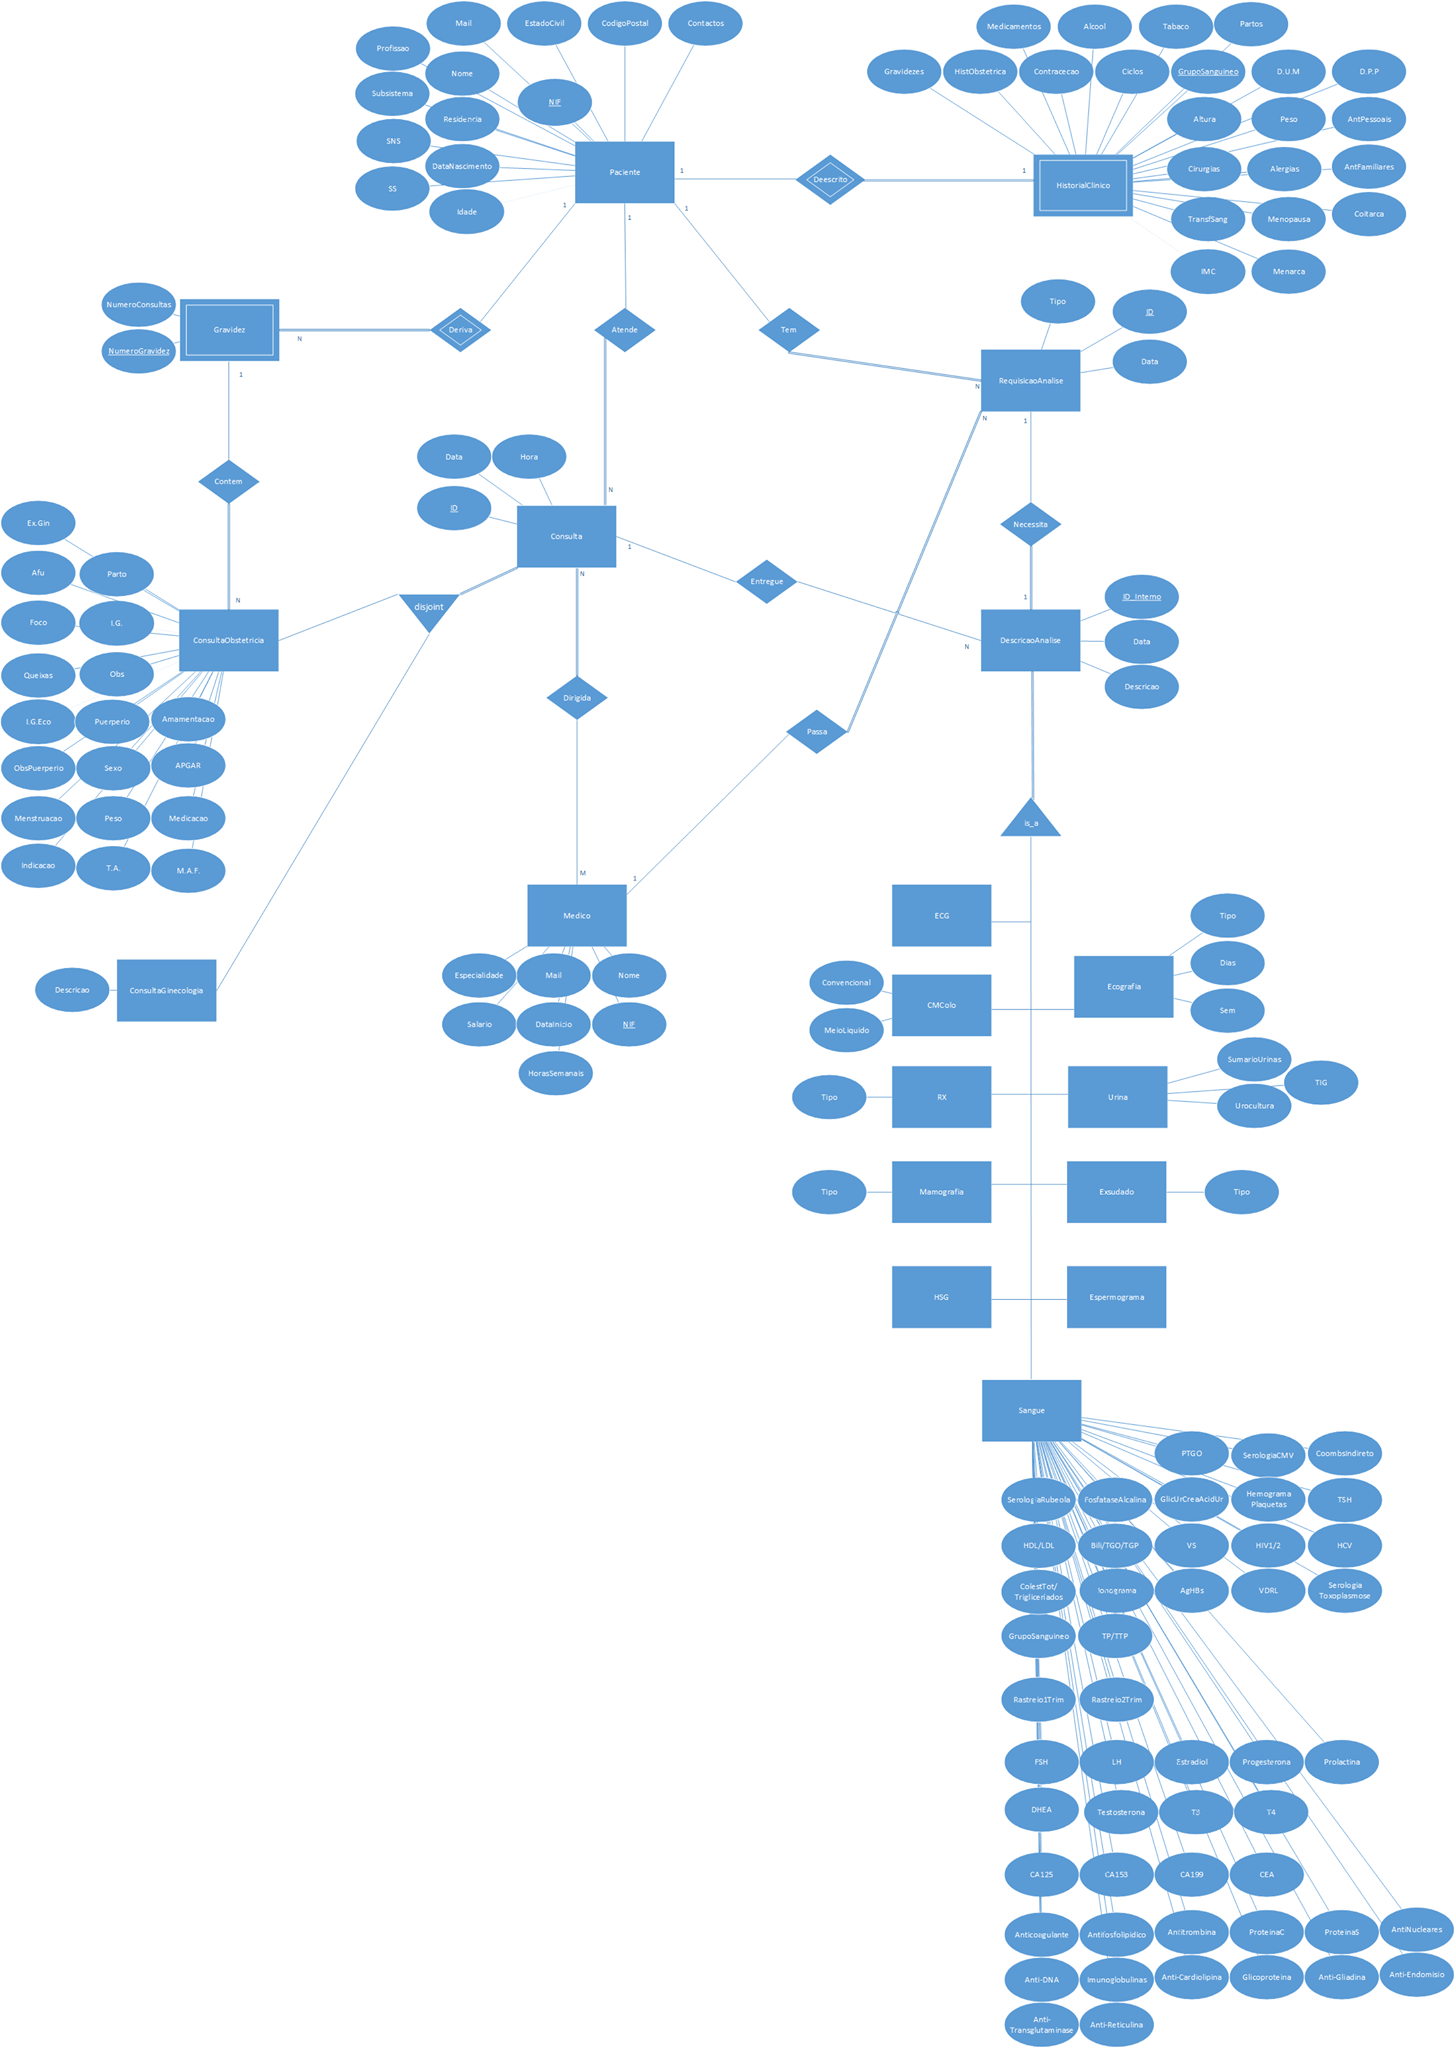 Mail
EstadoCivil
CodigoPostal
Contactos
Profissao
Nome
Subsistema
NIF
Residencia
SNS
DataNascimento
SS
Idade
Paciente
1
Deescrito
1
1
1
1
Medicamentos
Alcool
Tabaco
Partos
Gravidezes
HistObstetrica
Contracecao
Ciclos
GrupoSanguineo
D.U.M
D.P.P
Altura
Peso
AntPessoais
HistorialClinico
Cirurgias
Alergias
AntFamiliares
TransfSang
Menopausa
Coitarca
IMC
Menarca
NumeroConsultas
Gravidez
NumeroGravidez
N
Deriva
Atende
Tem
1
Tipo
ID
RequisicaoAnalise
Data
N
N
1
Contem
Data
Hora
ID
N
Consulta
1
N
Entregue
Necessita
1
Ex.Gin
Afu
Parto
N
disjoint
Foco
I.G.
ConsultaObstetricia
Queixas
Obs
I.G.Eco
Puerperio
Amamentacao
ObsPuerperio
Sexo
APGAR
Menstruacao
Peso
Medicacao
Indicacao
T.A.
M.A.F.
ID_Interno
DescricaoAnalise
Data
N
Descricao
Dirigida
Passa
is_a
M
1
Medico
Especialidade
Mail
Nome
Salario
DataInicio
NIF
HorasSemanais
Descricao
ConsultaGinecologia
ECG
Tipo
Convencional
CMColo
Ecografia
Dias
MeioLiquido
Sem
Tipo
RX
Urina
SumarioUrinas
TIG
Urocultura
Tipo
Mamografia
Exsudado
Tipo
HSG
Espermograma
Sangue
PTGO
SerologiaCMV
CoombsIndireto
SerologiaRubeola
FosfataseAlcalina
GlicUrCreaAcidUr
Hemograma
Plaquetas
TSH
HDL/LDL
Bili/TGO/TGP
VS
HIV1/2
HCV
ColestTot/
Trigliceriados
Ionograma
AgHBs
VDRL
Serologia
Toxoplasmose
GrupoSanguineo
TP/TTP
Rastreio1Trim
Rastreio2Trim
FSH
LH
Estradiol
Progesterona
Prolactina
DHEA
Testosterona
T3
T4
CA125
CA153
CA199
CEA
Anticoagulante
Antifosfolipidico
Antitrombina
ProteinaC
ProteinaS
AntiNucleares
Anti-DNA
Imunoglobulinas
Anti-Cardiolipina
Glicoproteina
Anti-Gliadina
Anti-Endomisio
Anti-
Transglutaminase
Anti-Reticulina